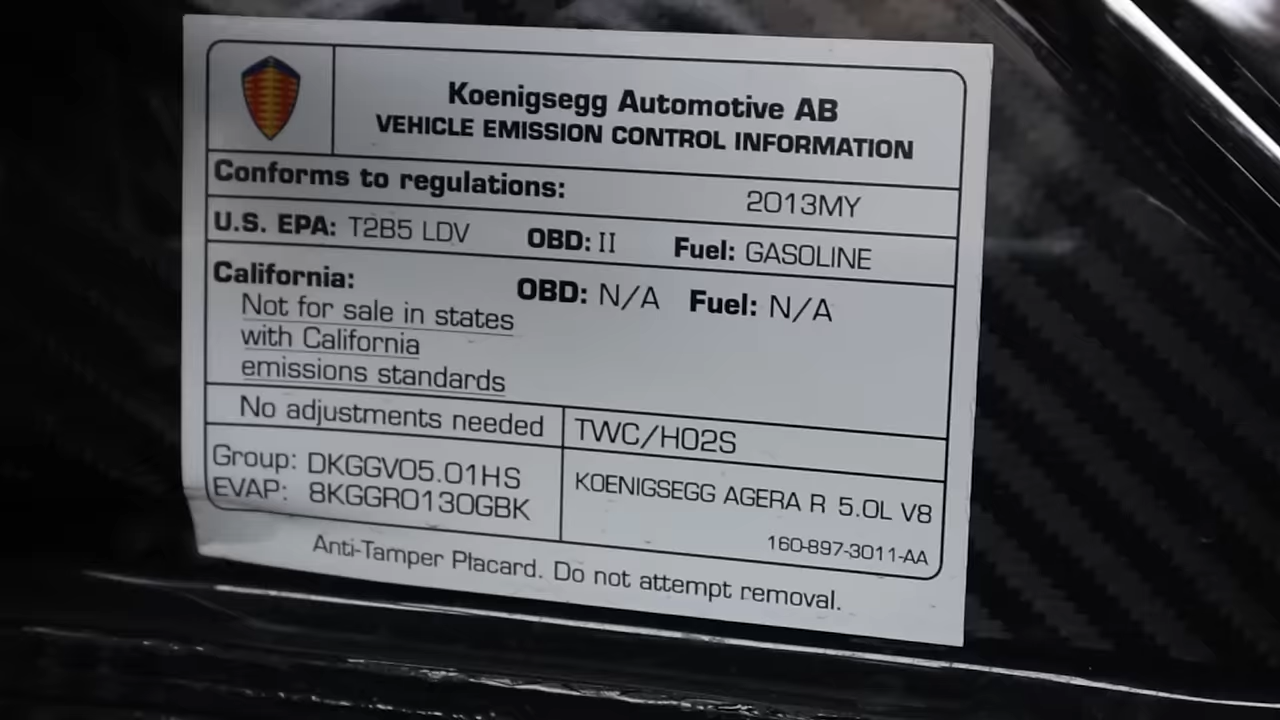 Koenigsegg Automotive AB
VEHICLE EMISSION CONTROL INFORMATION
Conforms to regulations: 2013MY
U.S. EPA: T2B5 LDV OBD: II Fuel: GASOLINE
California: OBD: N/A Fuel: N/A
Not for sale in states
with California
emissions standards
No adjustments needed TWC/HO2S
Group: DKGGV05.01HS
EVAP: 8KGGR0130GBK
KOENIGSEGG AGERA R 5.0L V8
160-897-3011-AA
Anti-Tamper Placard. Do not attempt removal.